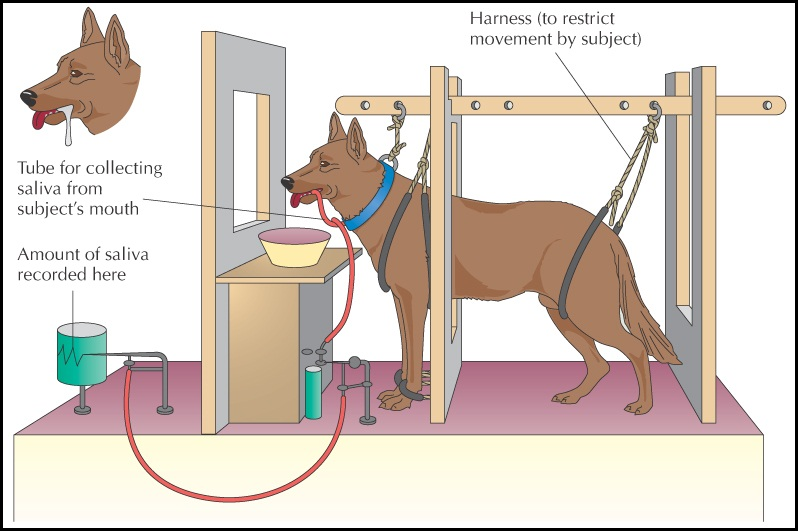 Harness (to restrict
movement by subject)
Tube for collecting
saliva from
subject's mouth
Amount of saliva
recorded here